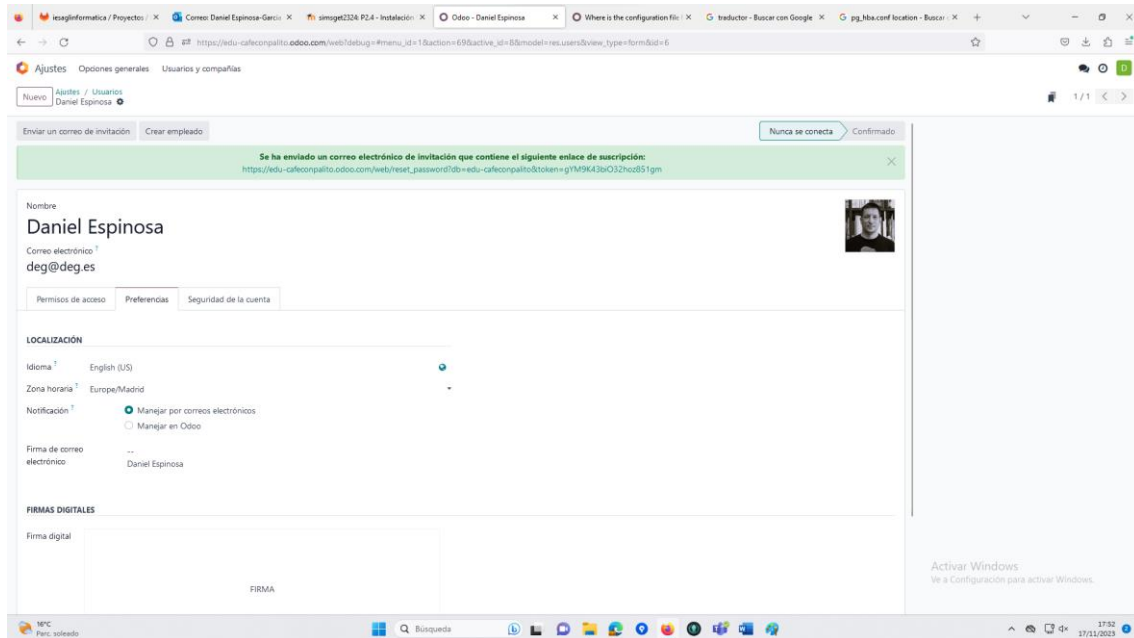 iesaglinformatica / Proyectos /
Correo: Daniel Espinosa-Garcia
simsget2324: P2.4 - Instalación
Odoo - Daniel Espinosa
Where is the configuration file
traductor - Buscar con Google
pg_hba.conf location - Buscar
https://edu-cafeconpalito.odoo.com/web?debug=#menu_id=1&action=69&active_id=8&model=res.users&view_type=form&id=6
Ajustes Opciones generales Usuarios y compañías
D
Nuevo
Ajustes / Usuarios
Daniel Espinosa
1/1
Enviar un correo de invitación Crear empleado
Nunca se conecta Confirmado
Se ha enviado un correo electrónico de invitación que contiene el siguiente enlace de suscripción:
https://edu-cafeconpalito.odoo.com/web/reset_password?db=edu-cafeconpalito&token=gYM9K43biO32hoz851gm
Nombre
Daniel Espinosa
Correo electrónico ?
deg@deg.es
Permisos de acceso Preferencias Seguridad de la cuenta
LOCALIZACIÓN
Idioma ? English (US)
Zona horaria ? Europe/Madrid
Notificación ? Manejar por correos electrónicos
Manejar en Odoo
Firma de correo
electrónico
--
Daniel Espinosa
FIRMAS DIGITALES
Firma digital
FIRMA
Activar Windows
Ve a Configuración para activar Windows.
16°C
Parc. soleado
Búsqueda
17:52
17/11/2023
2